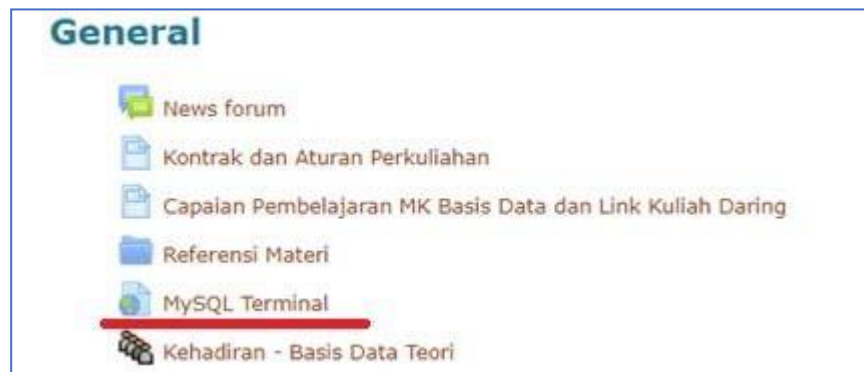 General
News forum
Kontrak dan Aturan Perkuliahan
Capaian Pembelajaran MK Basis Data dan Link Kuliah Daring
Referensi Materi
MySQL Terminal
Kehadiran - Basis Data Teori